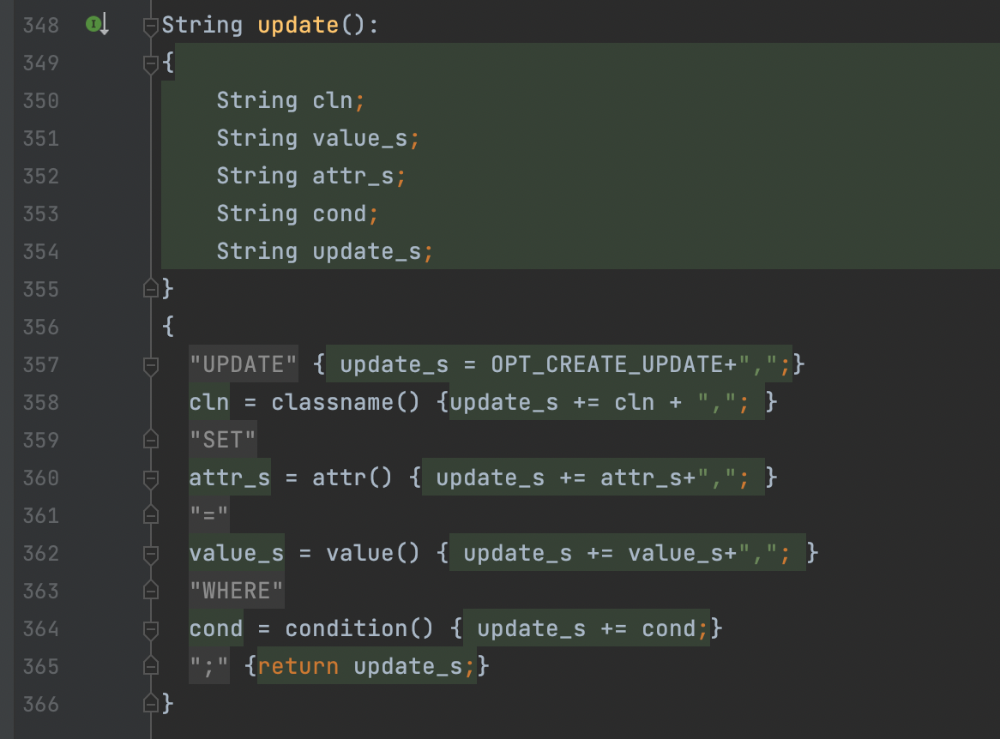 348 I String update():
349 {
350 String cln;
351 String value_s;
352 String attr_s;
353 String cond;
354 String update_s;
355 }
356 {
357 "UPDATE" { update_s = OPT_CREATE_UPDATE+",";}
358 cln = classname() {update_s += cln + ","; }
359 "SET"
360 attr_s = attr() { update_s += attr_s+","; }
361 "="
362 value_s = value() { update_s += value_s+","; }
363 "WHERE"
364 cond = condition() { update_s += cond;}
365 ";" {return update_s;}
366 }